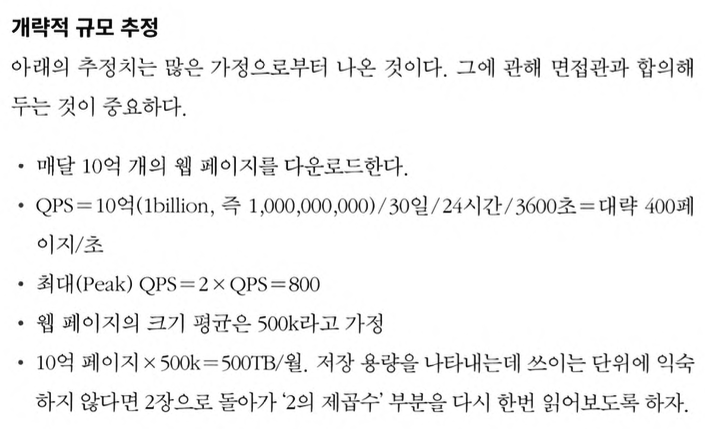 개략적 규모 추정
아래의 추정치는 많은 가정으로부터 나온 것이다. 그에 관해 면접관과 합의해
두는 것이 중요하다.
• 매달 10억 개의 웹 페이지를 다운로드한다.
• QPS=10억(1billion, 즉 1,000,000,000)/30일/24시간/3600초=대략 400페
이지/초
• 최대(Peak) QPS=2×QPS=800
• 웹 페이지의 크기 평균은 500k라고 가정
• 10억 페이지×500k=500TB/월. 저장 용량을 나타내는데 쓰이는 단위에 익숙
하지 않다면 2장으로 돌아가 ‘2의 제곱수’ 부분을 다시 한번 읽어보도록 하자.